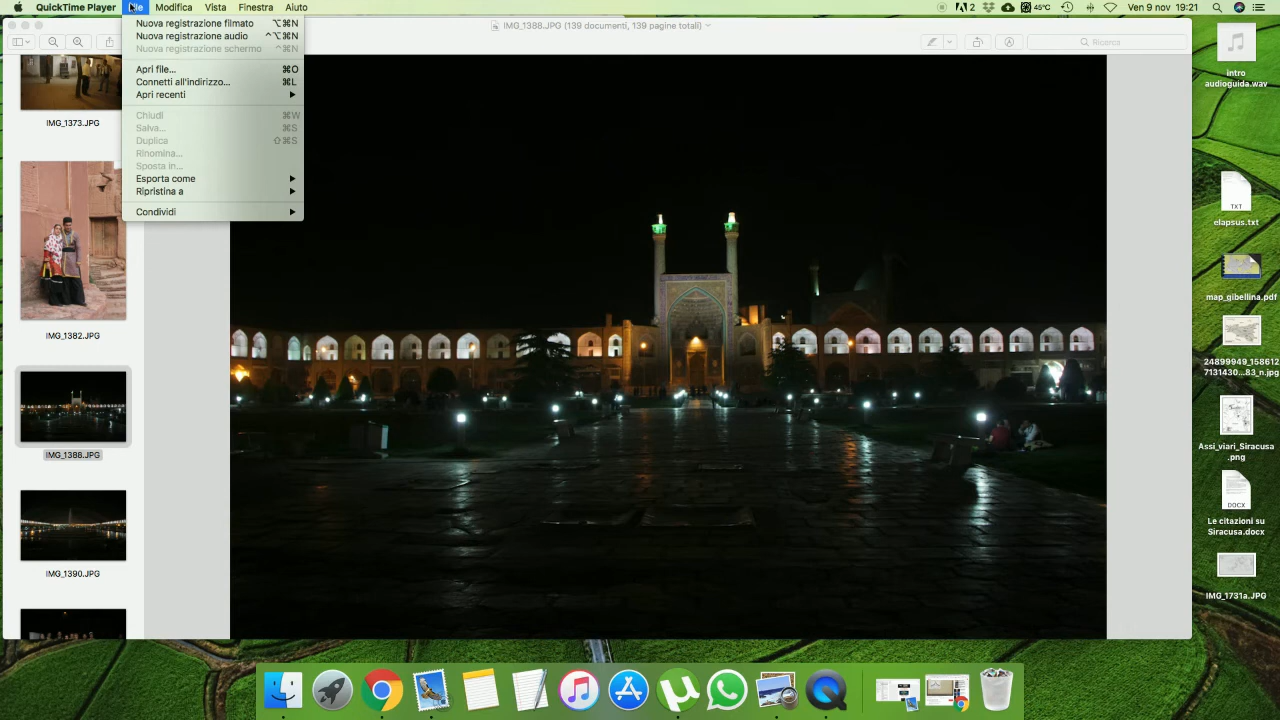 QuickTime Player File Modifica Vista Finestra Aiuto
2 45°C Ven 9 nov 19:21
Nuova registrazione filmato ⌥⌘N
Nuova registrazione audio ^⌥⌘N
Nuova registrazione schermo ^⌘N
Apri file... ⌘O
Connetti all'indirizzo... ⌘L
Apri recenti
Chiudi ⌘W
Salva... ⌘S
Duplica ⇧⌘S
Rinomina...
Sposta in...
Esporta come
Ripristina a
Condividi
IMG_1388.JPG (139 documenti, 139 pagine totali)
Ricerca
IMG_1373.JPG
IMG_1382.JPG
IMG_1388.JPG
IMG_1390.JPG
intro
audioguida.wav
TXT
elapsus.txt
map_gibellina.pdf
24899949_158612
7131430...83_n.jpg
Assi_viari_Siracusa
.png
DOCX
Le citazioni su
Siracusa.docx
IMG_1731a.JPG